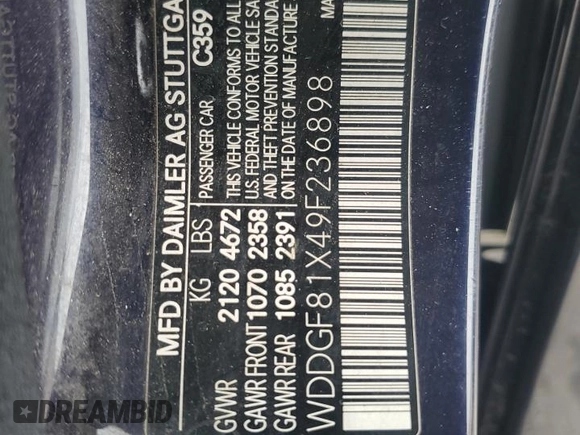 MFD BY DAIMLER AG STUTTGA
KG LBS
GVWR 2120 4672
GAWR FRONT 1070 2358
GAWR REAR 1085 2391
PASSENGER CAR C359
THIS VEHICLE CONFORMS TO ALL
U.S. FEDERAL MOTOR VEHICLE SA
AND THEFT PREVENTION STANDA
ON THE DATE OF MANUFACTURE
WDDGF81X49F236898
MA
DREAMBID